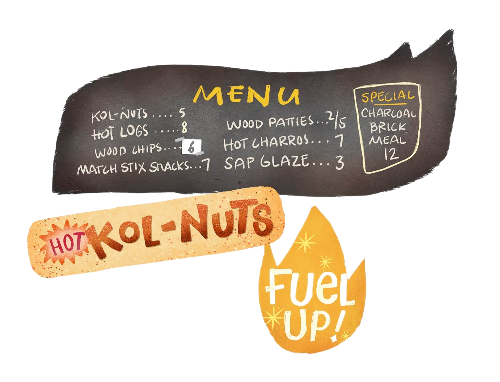 MENU
KOL-NUTS .... 5
HOT LOGS .....8
WOOD CHIPS... 6
MATCH STIX SNACKS...7
WOOD PATTIES...2/5
HOT CHARROS... 7
SAP GLAZE... 3
SPECIAL
CHARCOAL
BRICK
MEAL
12
HOT KOL-NUTS
FUEL
UP!